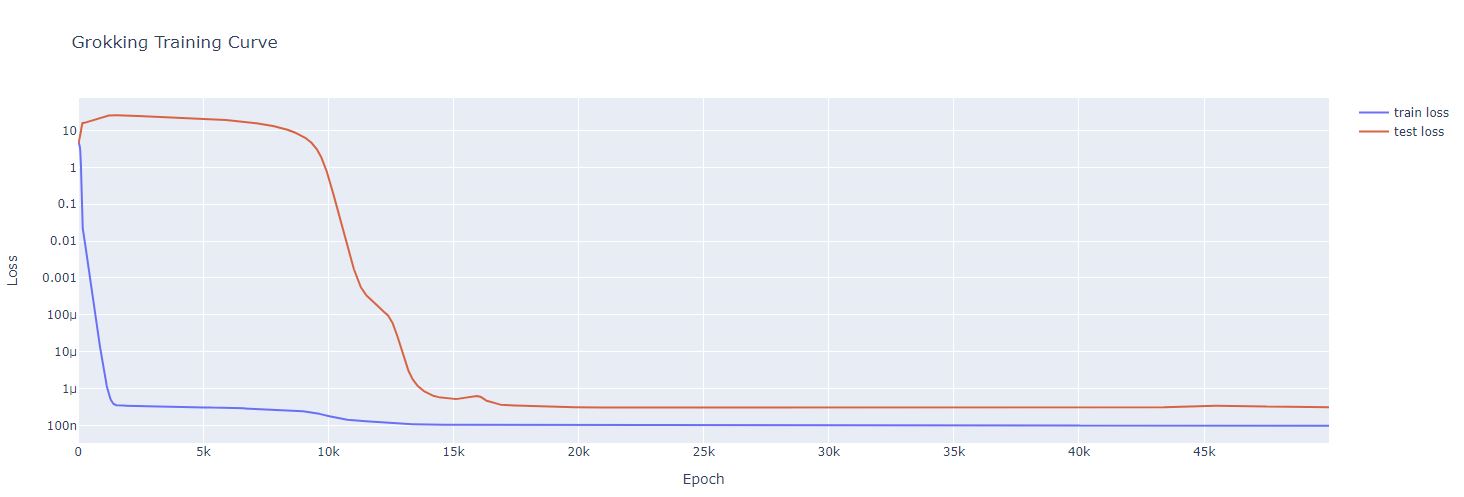 Grokking Training Curve
train loss
test loss
10
1
0.1
0.01
0.001
100μ
10μ
1μ
100n
Loss
0
5k
10k
15k
20k
25k
30k
35k
40k
45k
Epoch